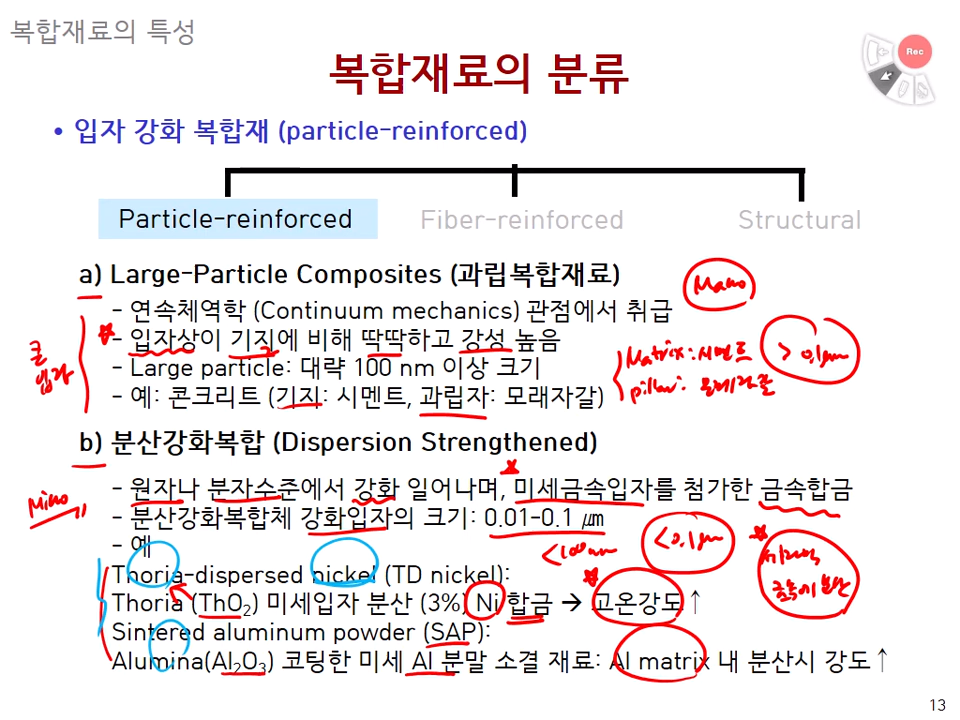 복합재료의 특성
Rec
복합재료의 분류
• 입자 강화 복합재 (particle-reinforced)
Particle-reinforced
Fiber-reinforced
Structural
a) Large-Particle Composites (과립복합재료)
- 연속체역학 (Continuum mechanics) 관점에서 취급
- 입자상이 기지에 비해 딱딱하고 강성 높음
- Large particle: 대략 100 nm 이상 크기
- 예: 콘크리트 (기지: 시멘트, 과립자: 모래자갈)
큰
입자
Matrix: 시멘트
모래자갈
> 0.1μm
b) 분산강화복합 (Dispersion Strengthened)
- 원자나 분자수준에서 강화 일어나며, 미세금속입자를 첨가한 금속합금
- 분산강화복합체 강화입자의 크기: 0.01-0.1 ㎛
- 예
<100nm
<0.1μm
Thoria-dispersed nickel (TD nickel):
Thoria (ThO₂) 미세입자 분산 (3%) Ni 합금 → 고온강도↑
Sintered aluminum powder (SAP):
Alumina(Al₂O₃) 코팅한 미세 Al 분말 소결 재료: Al matrix 내 분산시 강도↑
13